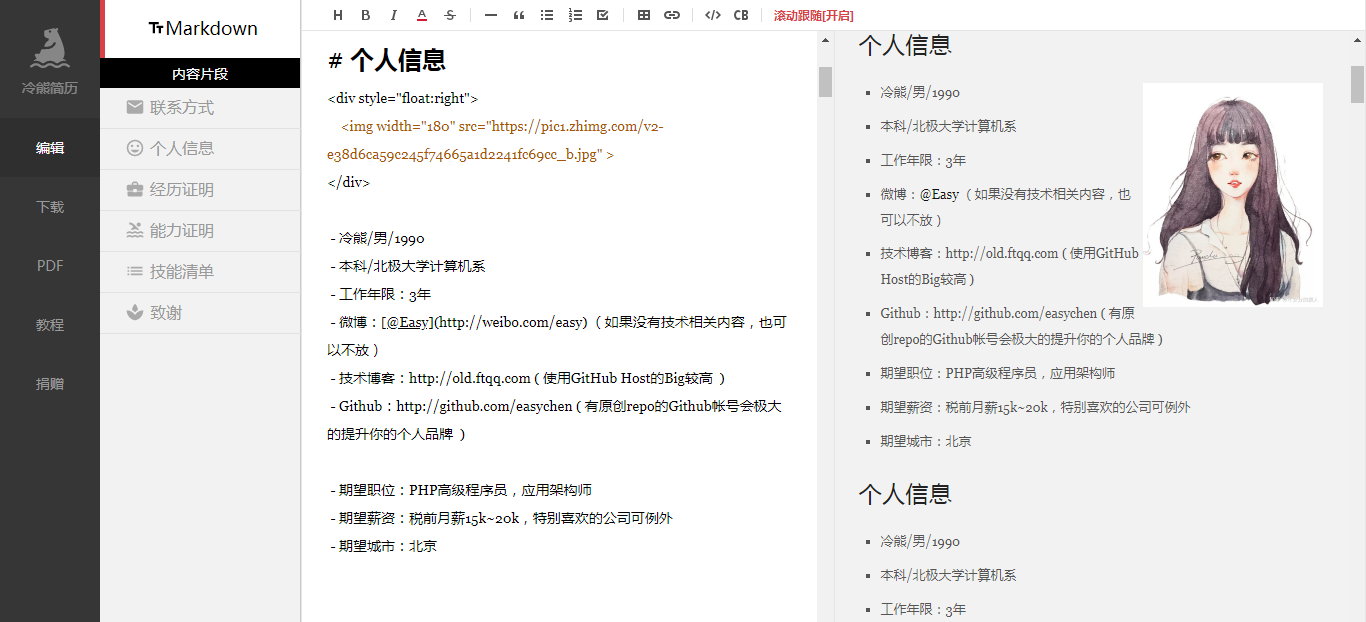 冷熊简历
编辑
下载
PDF
教程
捐赠
Markdown
内容片段
联系方式
个人信息
经历证明
能力证明
技能清单
致谢
H B I A S CB 滚动跟随[开启]
# 个人信息
<div style="float:right">
<img width="180" src="https://pic1.zhimg.com/v2-
e38d6ca59c245f74665a1d2241fc69cc_b.jpg" >
</div>
- 冷熊/男/1990
- 本科/北极大学计算机系
- 工作年限：3年
- 微博：[@Easy](http://weibo.com/easy)（如果没有技术相关内容，也可
以不放）
- 技术博客：http://old.ftqq.com ( 使用GitHub Host的Big较高 ）
- Github：http://github.com/easychen ( 有原创repo的Github帐号会极大
的提升你的个人品牌 ）
- 期望职位：PHP高级程序员，应用架构师
- 期望薪资：税前月薪15k~20k，特别喜欢的公司可例外
- 期望城市：北京
个人信息
冷熊/男/1990
本科/北极大学计算机系
工作年限：3年
微博：@Easy （如果没有技术相关内容，也
可以不放）
技术博客：http://old.ftqq.com ( 使用GitHub
Host的Big较高 ）
Github：http://github.com/easychen ( 有原
创repo的Github帐号会极大的提升你的个人品牌 ）
期望职位：PHP高级程序员，应用架构师
期望薪资：税前月薪15k~20k，特别喜欢的公司可例外
期望城市：北京
个人信息
冷熊/男/1990
本科/北极大学计算机系
工作年限：3年